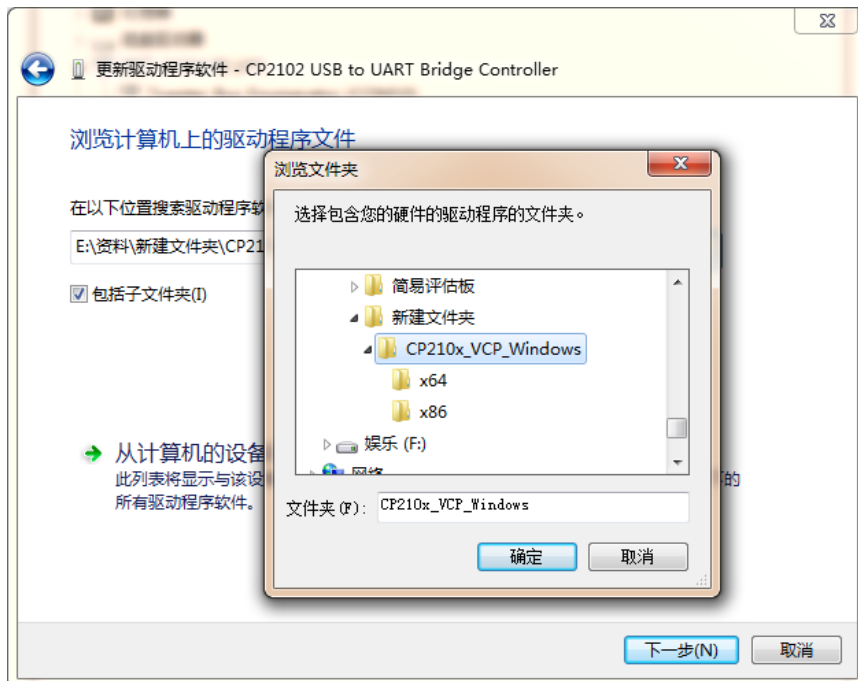 更新驱动程序软件 - CP2102 USB to UART Bridge Controller
浏览计算机上的驱动程序文件
在以下位置搜索驱动程序软
E:\资料\新建文件夹\CP21
包括子文件夹(I)
从计算机的设备
此列表将显示与该设
的
所有驱动程序软件。
浏览文件夹
选择包含您的硬件的驱动程序的文件夹。
简易评估板
新建文件夹
CP210x_VCP_Windows
x64
x86
娱乐 (F:)
网络
文件夹(F): CP210x_VCP_Windows
确定 取消
下一步(N) 取消